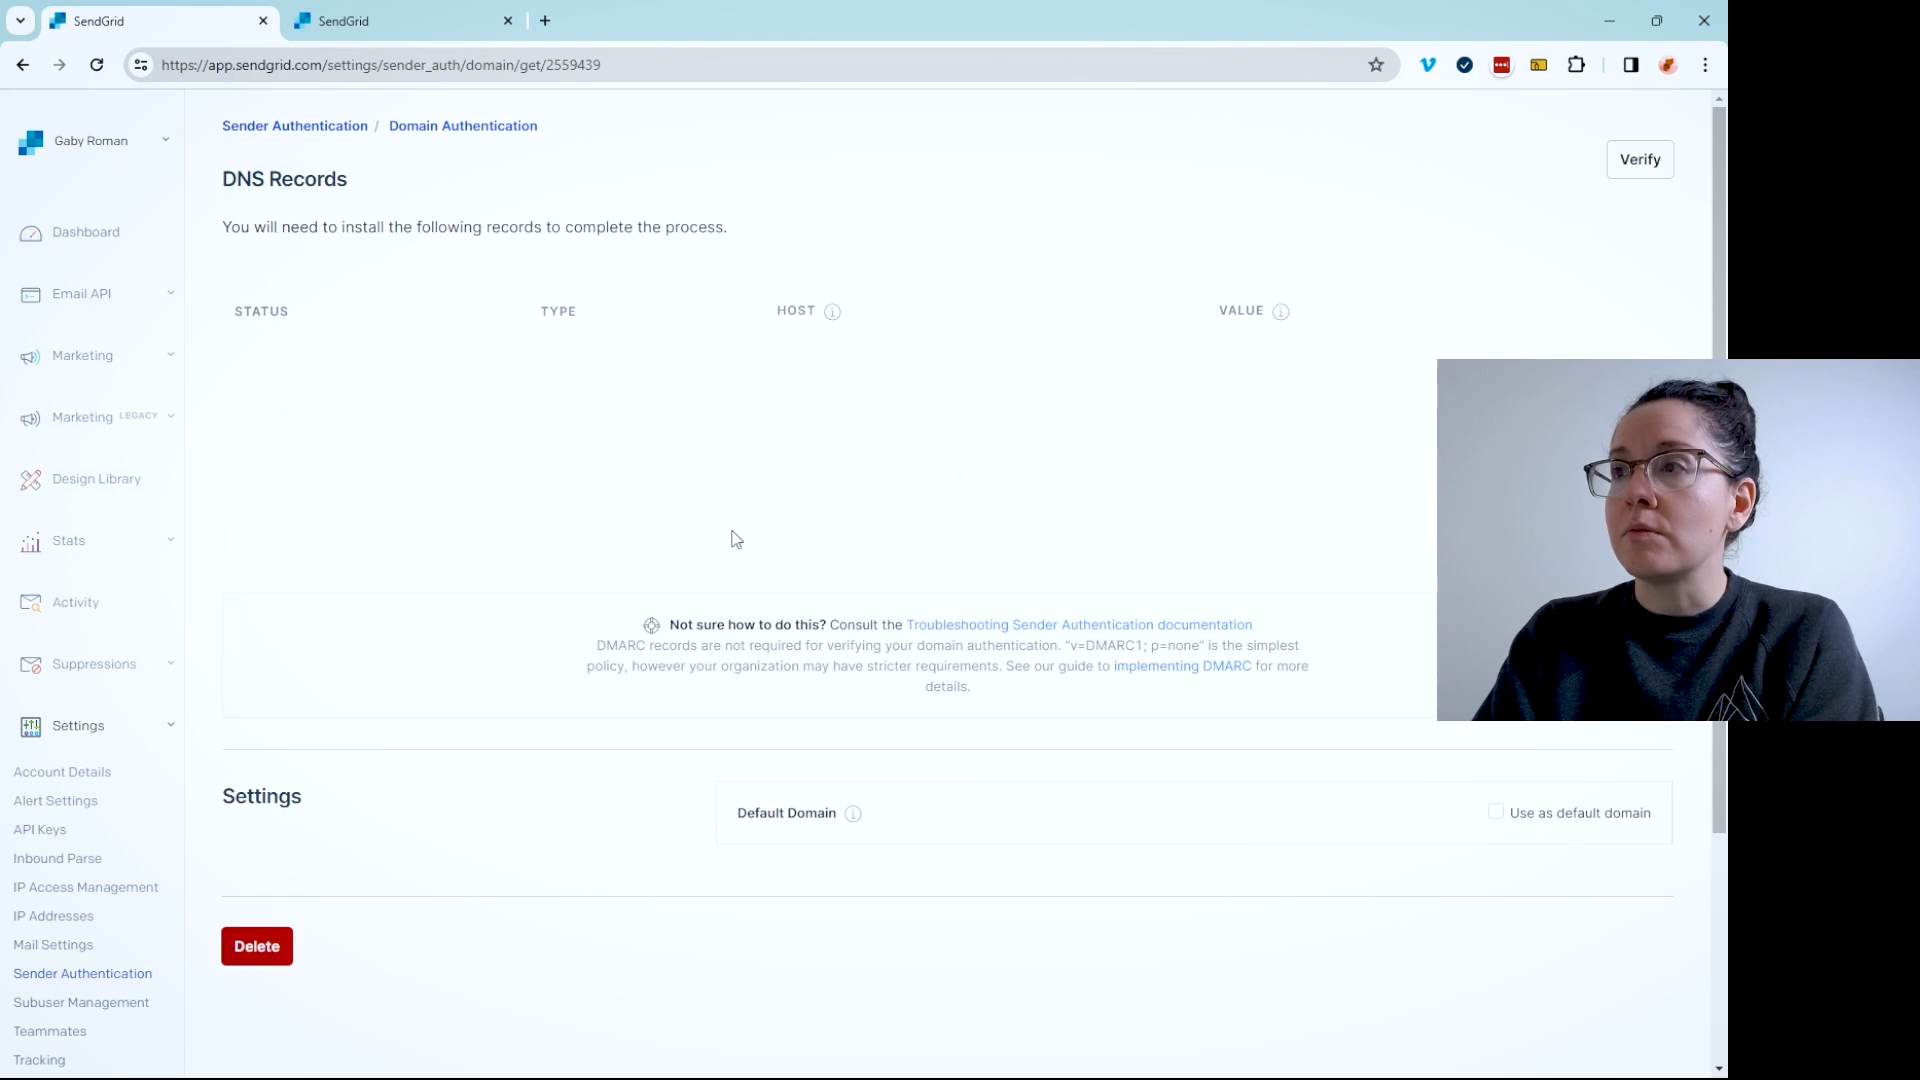 SendGrid
SendGrid
https://app.sendgrid.com/settings/sender_auth/domain/get/2559439
Gaby Roman
Dashboard
Email API
Marketing
Marketing LEGACY
Design Library
Stats
Activity
Suppressions
Settings
Account Details
Alert Settings
API Keys
Inbound Parse
IP Access Management
IP Addresses
Mail Settings
Sender Authentication
Subuser Management
Teammates
Tracking
Sender Authentication / Domain Authentication
Verify
DNS Records
You will need to install the following records to complete the process.
STATUS TYPE HOST VALUE
Not sure how to do this? Consult the Troubleshooting Sender Authentication documentation
DMARC records are not required for verifying your domain authentication. "v=DMARC1; p=none" is the simplest
policy, however your organization may have stricter requirements. See our guide to implementing DMARC for more
details.
Settings
Default Domain
Use as default domain
Delete